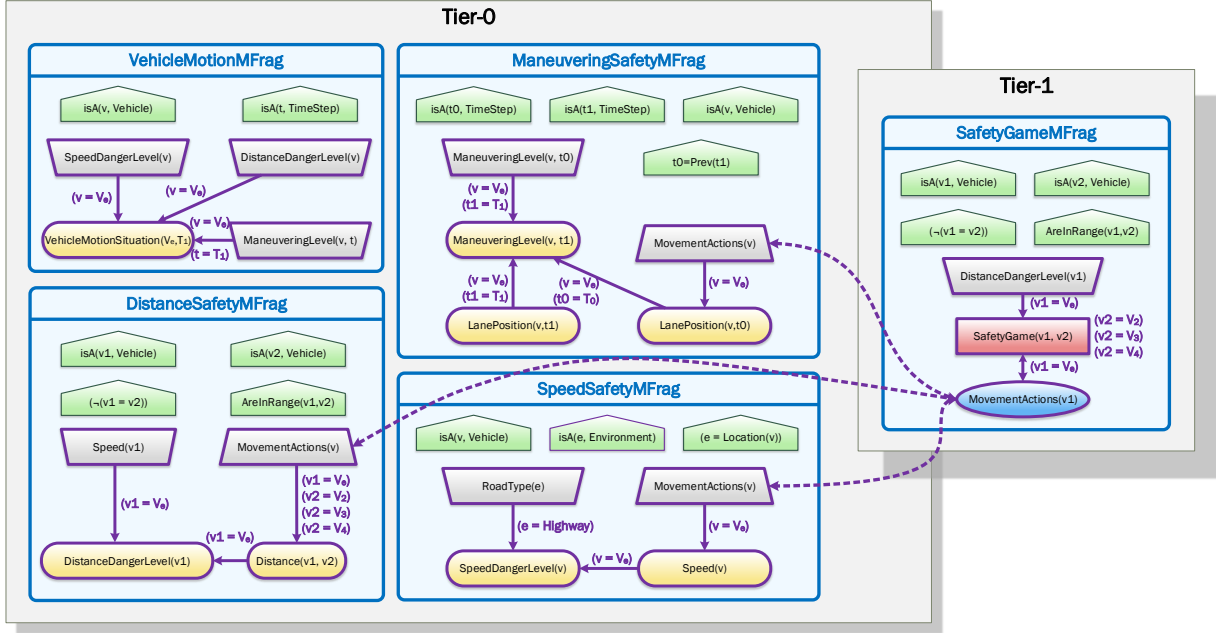 Tier-0
VehicleMotionMFrag
isA(v, Vehicle)
isA(t, TimeStep)
SpeedDangerLevel(v)
DistanceDangerLevel(v)
(v = Vₑ)
(v = Vₑ)
(v = Vₑ)
VehicleMotionSituation(Vₑ,T₁)
ManeuveringLevel(v, t)
(t = T₁)
ManeuveringSafetyMFrag
isA(t0, TimeStep)
isA(t1, TimeStep)
isA(v, Vehicle)
ManeuveringLevel(v, t0)
t0=Prev(t1)
(v = Vₑ)
(t1 = T₁)
ManeuveringLevel(v, t1)
MovementActions(v)
(v = Vₑ)
(t1 = T₁)
(v = Vₑ)
(t0 = T₀)
(v = Vₑ)
LanePosition(v,t1)
LanePosition(v,t0)
DistanceSafetyMFrag
isA(v1, Vehicle)
isA(v2, Vehicle)
(¬(v1 = v2))
AreInRange(v1,v2)
Speed(v1)
MovementActions(v)
(v1 = Vₑ)
(v1 = Vₑ)
(v2 = V₂)
(v2 = V₃)
(v2 = V₄)
(v1 = Vₑ)
DistanceDangerLevel(v1)
Distance(v1, v2)
SpeedSafetyMFrag
isA(v, Vehicle)
isA(e, Environment)
(e = Location(v))
RoadType(e)
MovementActions(v)
(e = Highway)
(v = Vₑ)
(v = Vₑ)
SpeedDangerLevel(v)
Speed(v)
Tier-1
SafetyGameMFrag
isA(v1, Vehicle)
isA(v2, Vehicle)
(¬(v1 = v2))
AreInRange(v1,v2)
DistanceDangerLevel(v1)
(v1 = Vₑ)
SafetyGame(v1, v2)
(v2 = V₂)
(v2 = V₃)
(v2 = V₄)
(v1 = Vₑ)
MovementActions(v1)